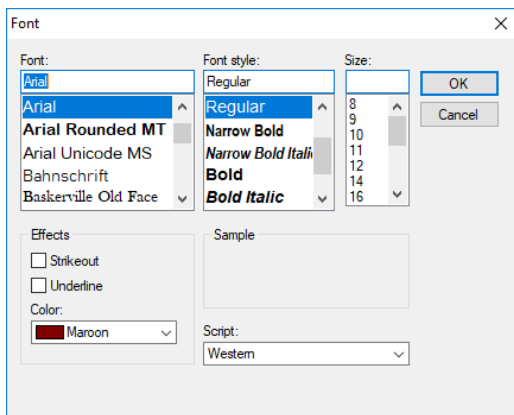 Font
Font:
Font style:
Size:
Arial
Regular
OK
Cancel
Arial
Arial Rounded MT
Arial Unicode MS
Bahnschrift
Baskerville Old Face
Regular
Narrow Bold
Narrow Bold Itali
Bold
Bold Italic
8
9
10
11
12
14
16
Effects
Strikeout
Underline
Color:
Maroon
Sample
Script:
Western